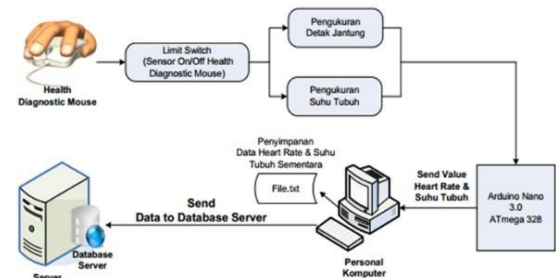 Pengukuran
Detak Jantung
Limit Switch
(Sensor On/Off Health
Diagnostic Mouse)
Health
Diagnostic Mouse
Pengukuran
Suhu Tubuh
Penyimpanan
Data Heart Rate & Suhu
Tubuh Sementara
File.txt
Send Value
Heart Rate &
Suhu Tubuh
Arduino Nano
3.0
ATmega 328
Send
Data to Database Server
Database
Server
Server
Personal
Komputer